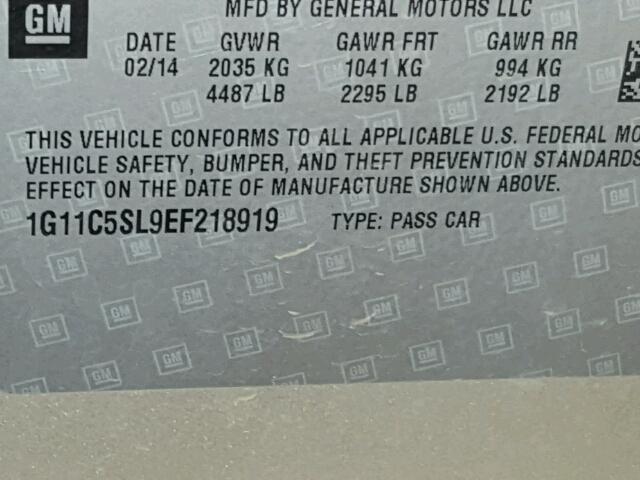 GM
MFD BY GENERAL MOTORS LLC
DATE GVWR GAWR FRT GAWR RR
02/14 2035 KG 1041 KG 994 KG
4487 LB 2295 LB 2192 LB
THIS VEHICLE CONFORMS TO ALL APPLICABLE U.S. FEDERAL MO
VEHICLE SAFETY, BUMPER, AND THEFT PREVENTION STANDARDS
EFFECT ON THE DATE OF MANUFACTURE SHOWN ABOVE.
1G11C5SL9EF218919 TYPE: PASS CAR